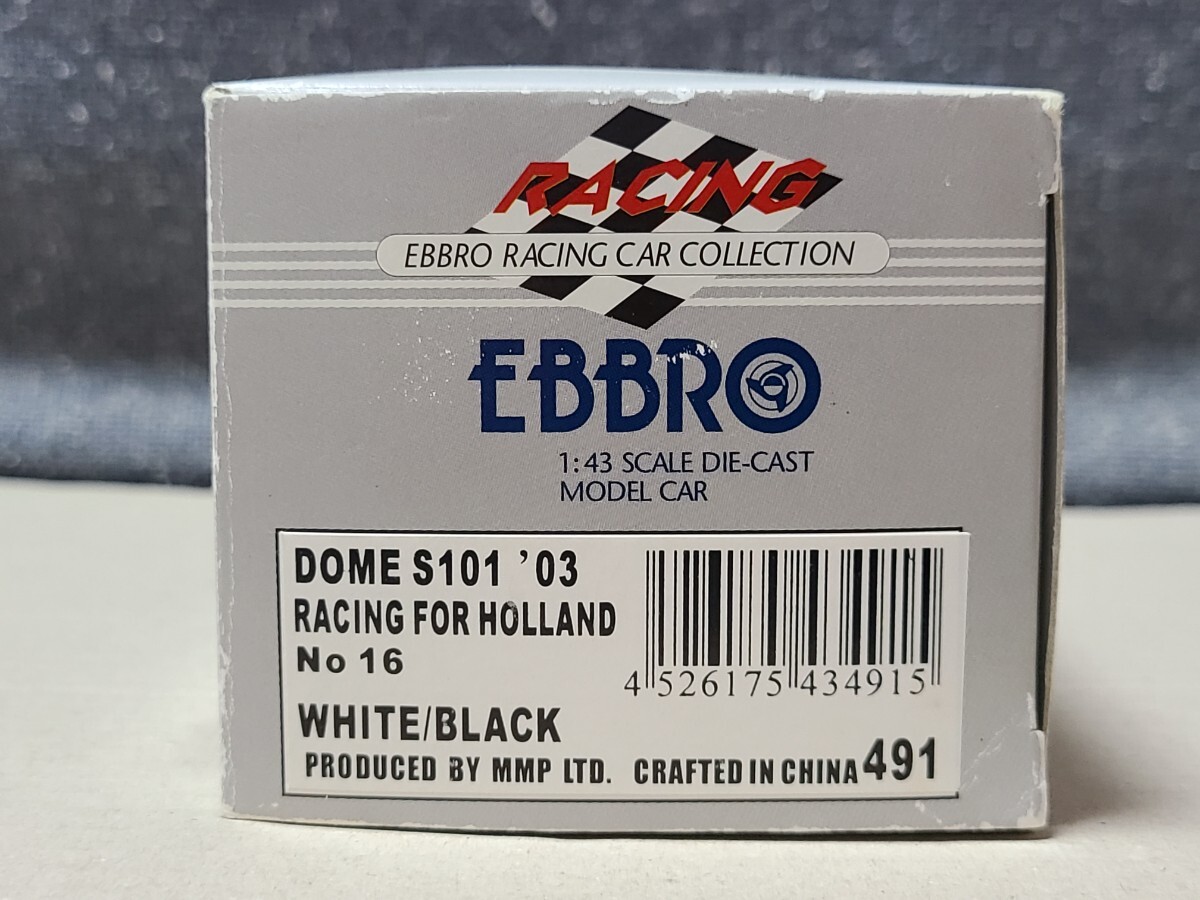 RACING
EBBRO RACING CAR COLLECTION
EBBRO
1:43 SCALE DIE-CAST
MODEL CAR
DOME S101 ’03
RACING FOR HOLLAND
No 16
4 526175 434915
WHITE/BLACK
PRODUCED BY MMP LTD. CRAFTED IN CHINA 491